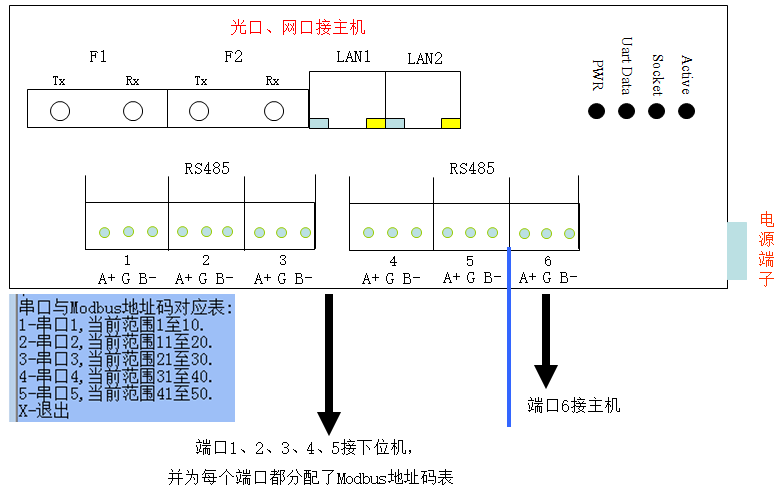 光口、网口接主机
F1 F2 LAN1 LAN2
Tx Rx Tx Rx
PWR
Uart Data
Socket
Active
RS485 RS485
1 2 3 4 5 6
A+ G B- A+ G B- A+ G B- A+ G B- A+ G B- A+ G B-
电源端子
串口与Modbus地址码对应表:
1-串口1,当前范围1至10.
2-串口2,当前范围11至20.
3-串口3,当前范围21至30.
4-串口4,当前范围31至40.
5-串口5,当前范围41至50.
X-退出
端口6接主机
端口1、2、3、4、5接下位机,
并为每个端口都分配了Modbus地址码表